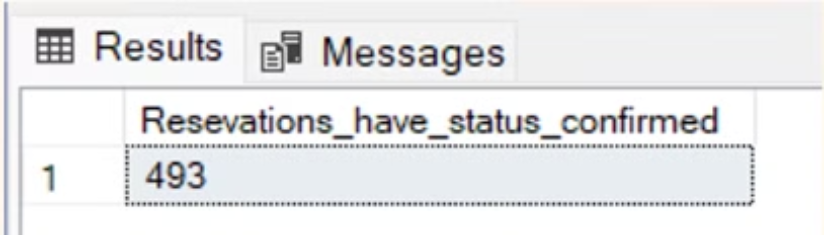 Results Messages
Resevations_have_status_confirmed
1 493